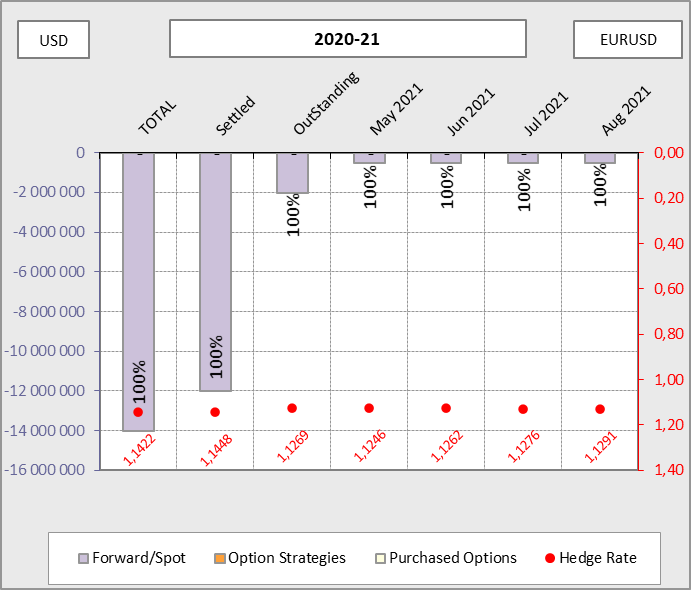 USD
2020-21
EURUSD
TOTAL
Settled
OutStanding
May 2021
Jun 2021
Jul 2021
Aug 2021
0
-2 000 000
-4 000 000
-6 000 000
-8 000 000
-10 000 000
-12 000 000
-14 000 000
-16 000 000
0,00
0,20
0,40
0,60
0,80
1,00
1,20
1,40
100%
100%
100%
100%
100%
100%
100%
1,1422
1,1448
1,1269
1,1246
1,1262
1,1276
1,1291
Forward/Spot
Option Strategies
Purchased Options
Hedge Rate